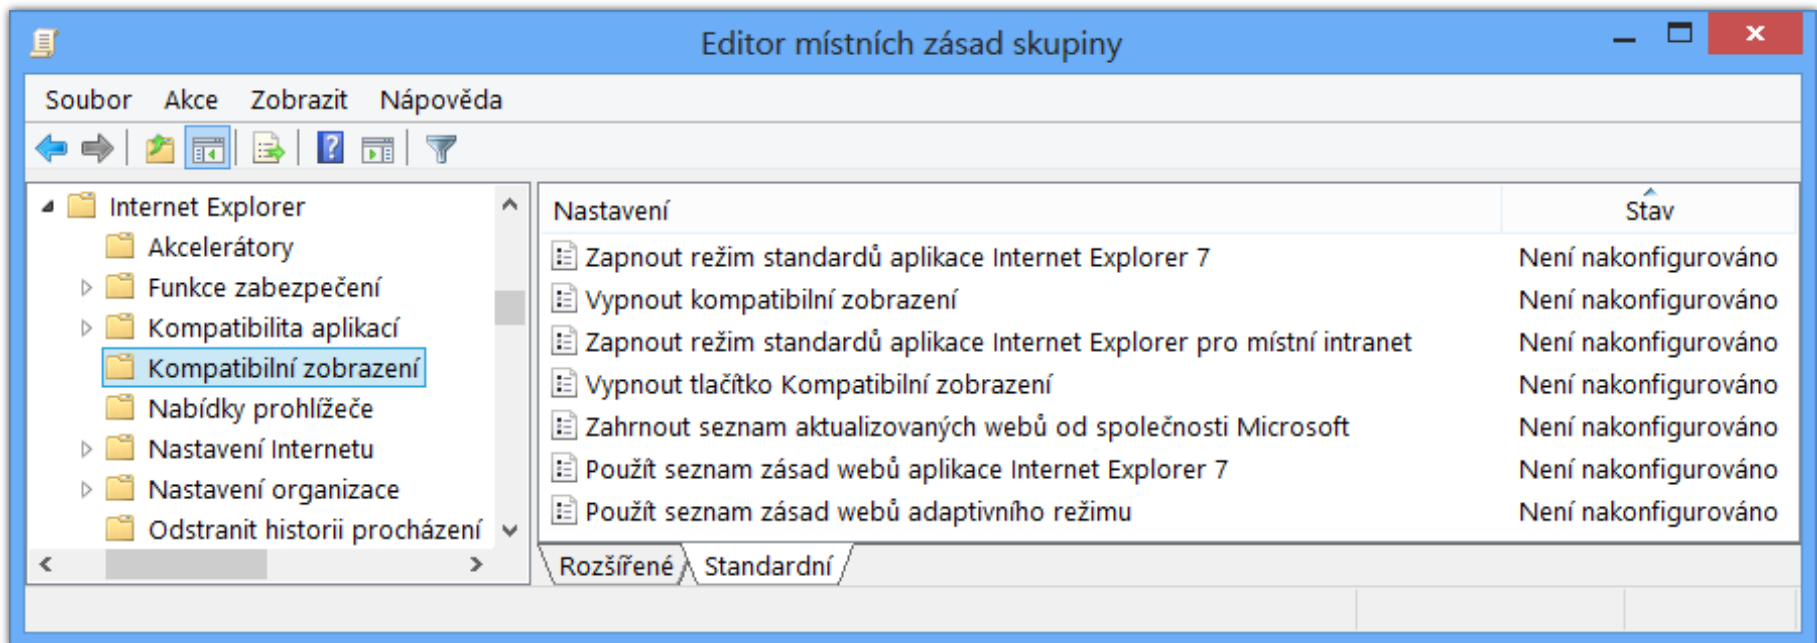 Editor místních zásad skupiny
Soubor Akce Zobrazit Nápověda
Internet Explorer
Akcelerátory
Funkce zabezpečení
Kompatibilita aplikací
Kompatibilní zobrazení
Nabídky prohlížeče
Nastavení Internetu
Nastavení organizace
Odstranit historii procházení
Nastavení Stav
Zapnout režim standardů aplikace Internet Explorer 7 Není nakonfigurováno
Vypnout kompatibilní zobrazení Není nakonfigurováno
Zapnout režim standardů aplikace Internet Explorer pro místní intranet Není nakonfigurováno
Vypnout tlačítko Kompatibilní zobrazení Není nakonfigurováno
Zahrnout seznam aktualizovaných webů od společnosti Microsoft Není nakonfigurováno
Použít seznam zásad webů aplikace Internet Explorer 7 Není nakonfigurováno
Použít seznam zásad webů adaptivního režimu Není nakonfigurováno
Rozšířené Standardní